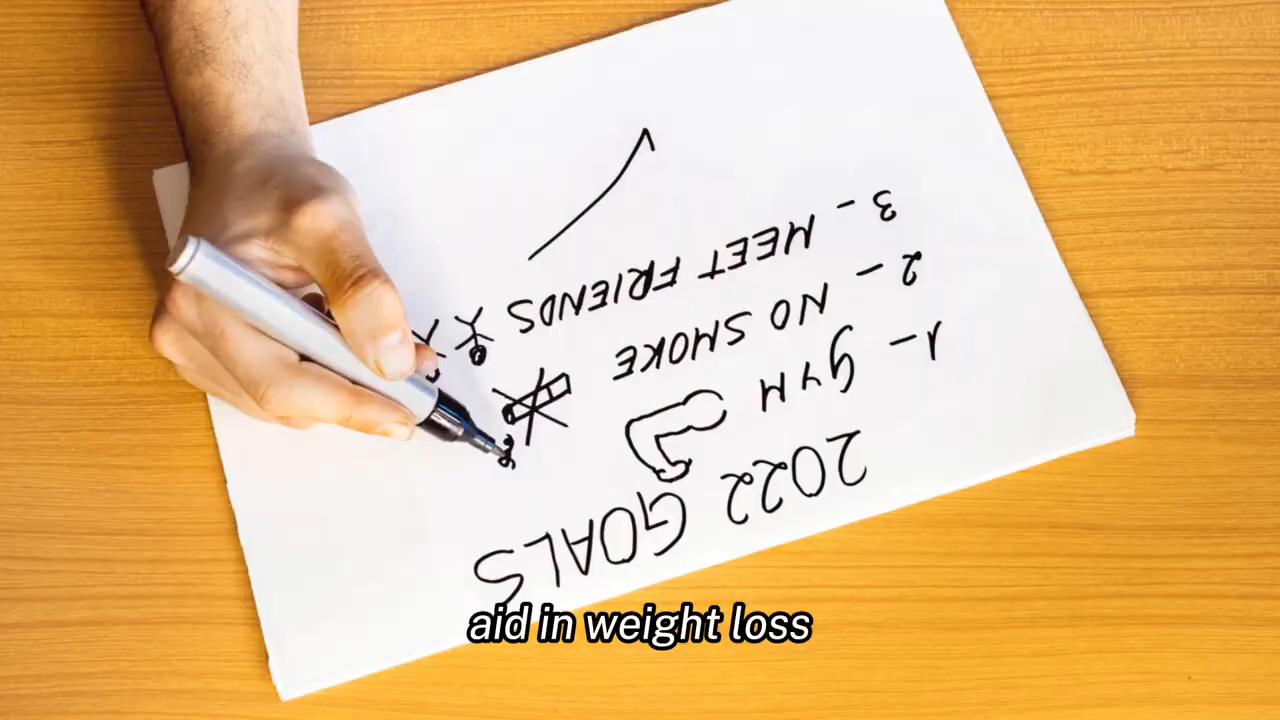 2022 GOALS
1- GYM
2- NO SMOKE
3- MEET FRIENDS
aid in weight loss